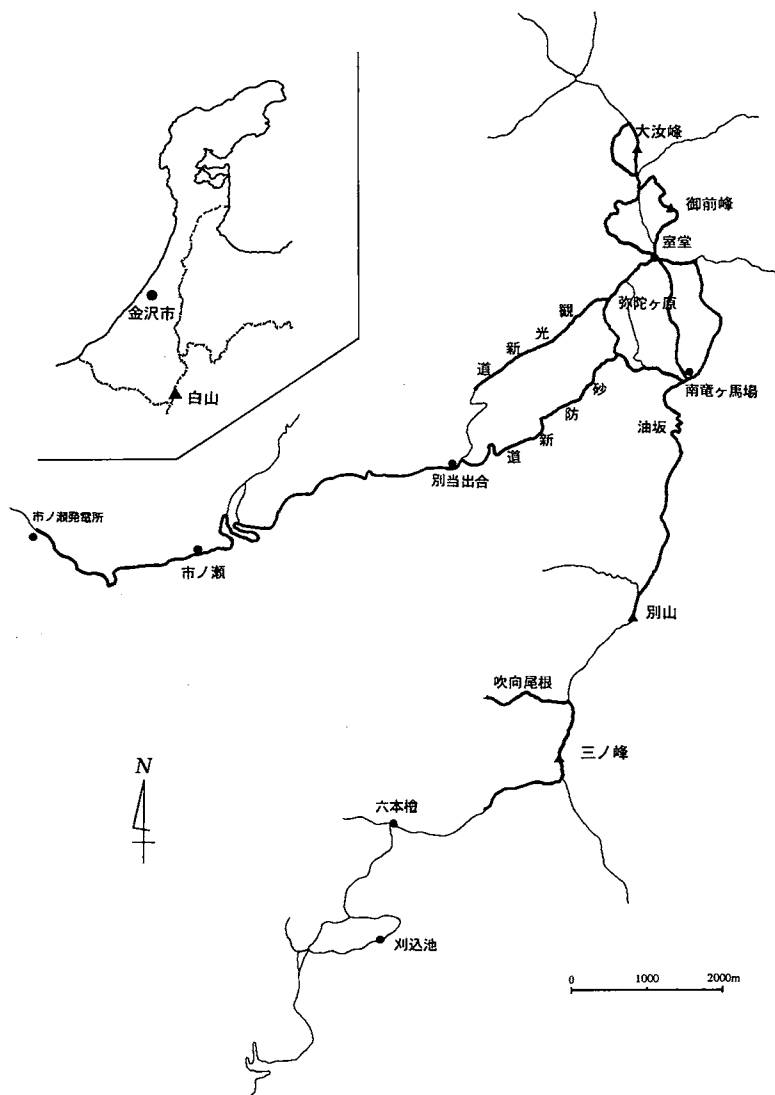 大汝峰
御前峰
室堂
弥陀ヶ原
観光新道
砂防新道
南竜ヶ馬場
油坂
別当出合
市ノ瀬発電所
市ノ瀬
別山
吹向尾根
三ノ峰
六本檜
刈込池
金沢市
白山
N
0 1000 2000m